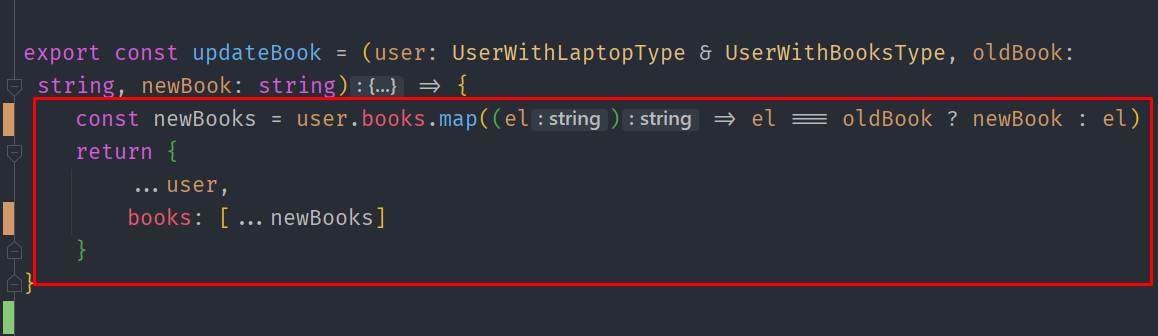 export const updateBook = (user: UserWithLaptopType & UserWithBooksType, oldBook:
string, newBook: string) : {...} => {
const newBooks = user.books.map((el : string ) : string => el === oldBook ? newBook : el)
return {
...user,
books: [...newBooks]
}
}